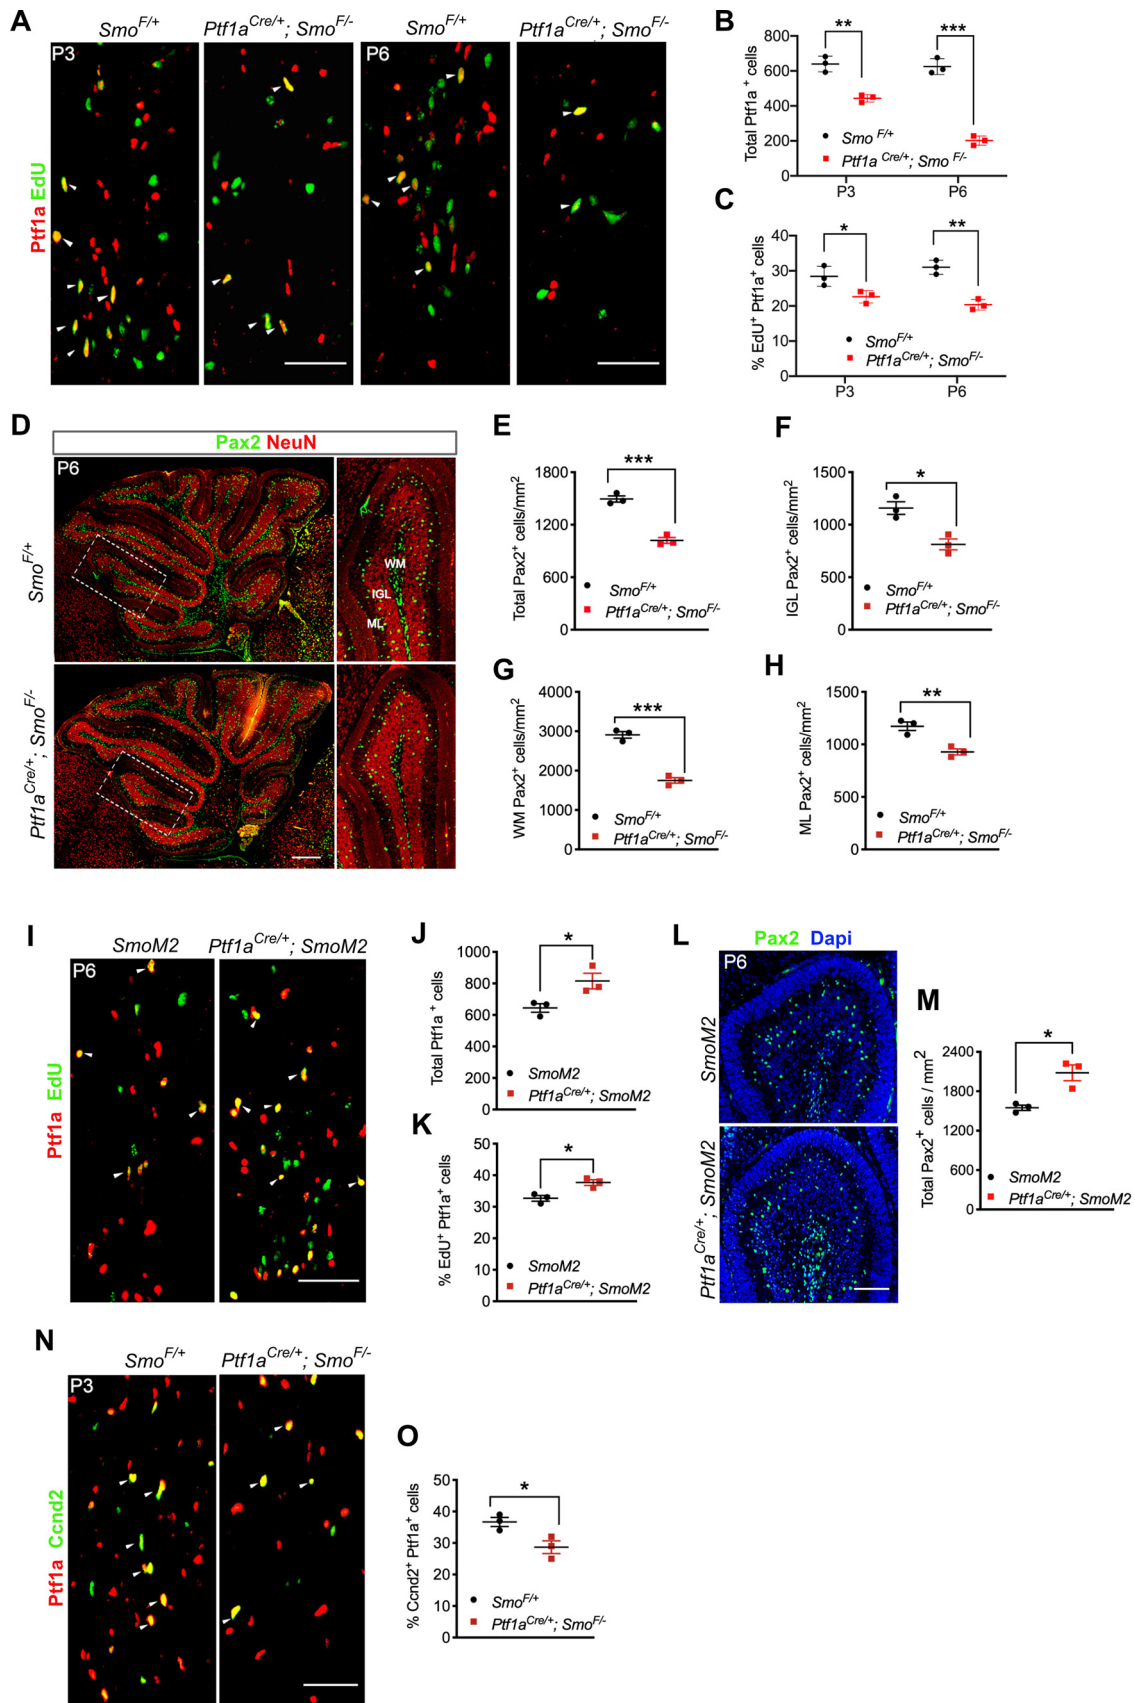 A
Smo^F/+
Ptf1a^Cre/+; Smo^F/-
Smo^F/+
Ptf1a^Cre/+; Smo^F/-
P3
P6
Ptf1a EdU
B
Total Ptf1a + cells
800
600
400
200
0
**
***
Smo F/+
Ptf1a Cre/+; Smo F/-
P3
P6
C
% EdU+ Ptf1a+ cells
40
30
20
10
0
*
**
Smo^F/+
Ptf1a^Cre/+; Smo^F/-
P3
P6
D
Pax2 NeuN
P6
Smo^F/+
WM
IGL
ML
Ptf1a^Cre/+; Smo^F/-
E
Total Pax2+ cells/mm2
1800
1200
600
0
***
Smo^F/+
Ptf1a^Cre/+; Smo^F/-
F
IGL Pax2+ cells/mm2
1500
1000
500
0
*
Smo^F/+
Ptf1a^Cre/+; Smo^F/-
G
WM Pax2+ cells/mm2
4000
3000
2000
1000
0
***
Smo^F/+
Ptf1a^Cre/+; Smo^F/-
H
ML Pax2+ cells/mm2
1500
1000
500
0
**
Smo^F/+
Ptf1a^Cre/+; Smo^F/-
I
SmoM2
Ptf1a^Cre/+; SmoM2
P6
Ptf1a EdU
J
Total Ptf1a + cells
1000
800
600
400
200
0
*
SmoM2
Ptf1a^Cre/+; SmoM2
K
% EdU+ Ptf1a+ cells
50
40
30
20
10
0
*
SmoM2
Ptf1a^Cre/+; SmoM2
L
Pax2 Dapi
P6
SmoM2
Ptf1a^Cre/+; SmoM2
M
Total Pax2+ cells / mm2
2400
1800
1200
600
0
*
SmoM2
Ptf1a^Cre/+; SmoM2
N
Smo^F/+
Ptf1a^Cre/+; Smo^F/-
P3
Ptf1a Ccnd2
O
% Ccnd2+ Ptf1a+ cells
50
40
30
20
10
0
*
Smo^F/+
Ptf1a^Cre/+; Smo^F/-